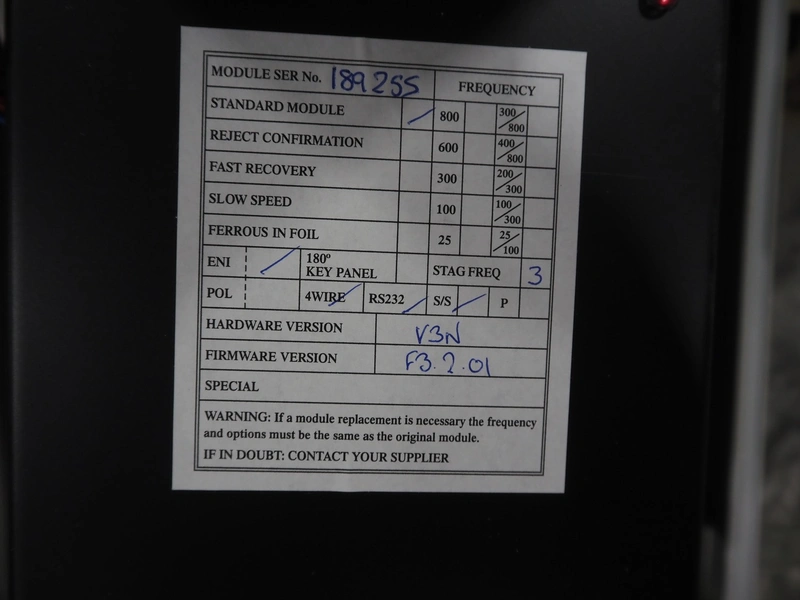 MODULE SER No. 189255 FREQUENCY
STANDARD MODULE / 800 300/800
REJECT CONFIRMATION 600 400/800
FAST RECOVERY 300 200/300
SLOW SPEED 100 100/300
FERROUS IN FOIL 25 25/100
ENI / 180° KEY PANEL STAG FREQ 3
POL 4WIRE / RS232 / S/S / P
HARDWARE VERSION V3N
FIRMWARE VERSION F3.2.01
SPECIAL
WARNING: If a module replacement is necessary the frequency
and options must be the same as the original module.
IF IN DOUBT: CONTACT YOUR SUPPLIER